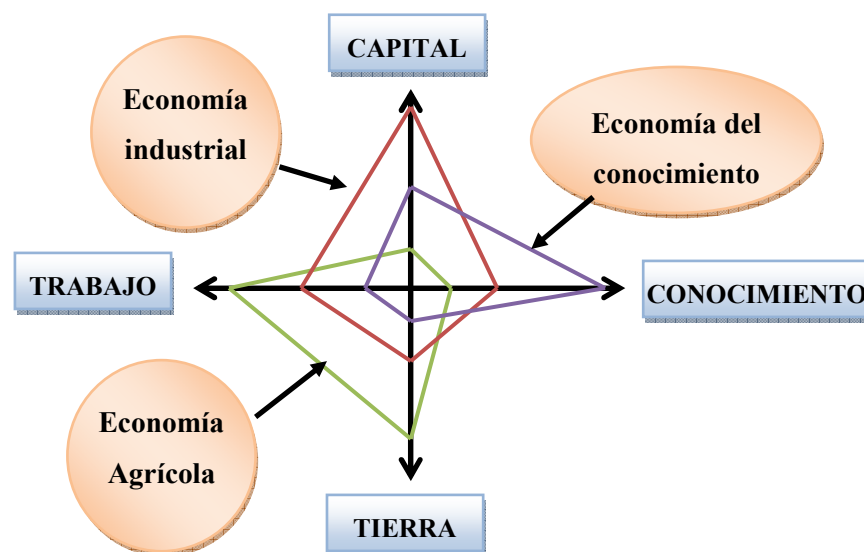 CAPITAL
Economía
industrial
Economía del
conocimiento
TRABAJO
CONOCIMIENTO
Economía
Agrícola
TIERRA